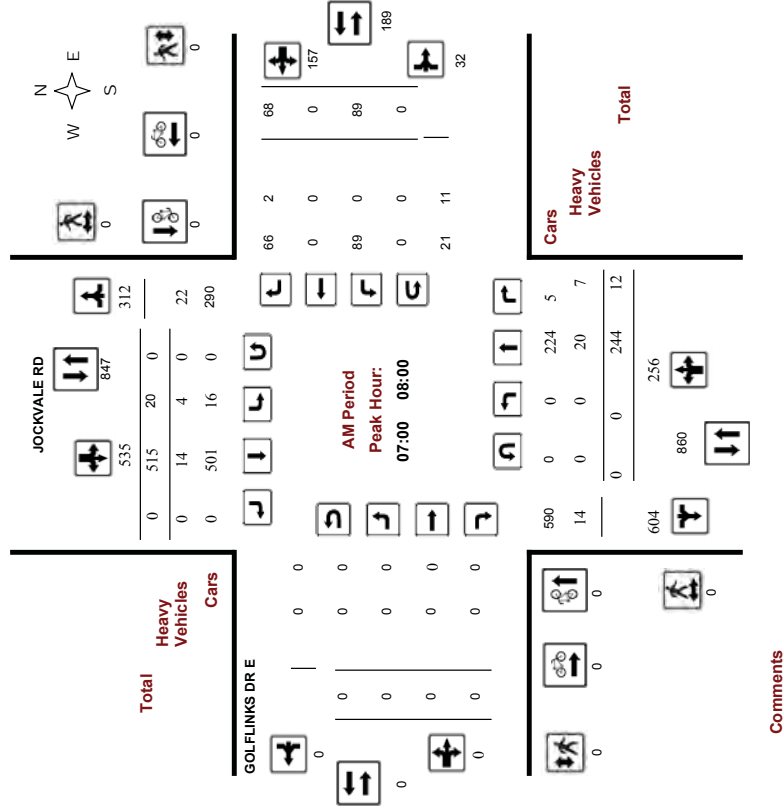 N
W E
S
0
0
0
0
JOCKVALE RD
847
535
312
0 515 20 0
0 14 4 0 22
0 501 16 0 290
Total
Heavy
Vehicles
Cars
189
157
32
66 2 68
0 0 0
89 0 89
0 0 0
21 11
AM Period
Peak Hour:
07:00 08:00
GOLFLINKS DR E
0
0
0
0 0
0 0 0
0 0 0
0 0 0
0 0 0
Cars
Heavy
Vehicles
Total
590 0 0 224 5
14 0 0 20 7
0 0 244 12
604
256
860
0
0
0
0
Comments